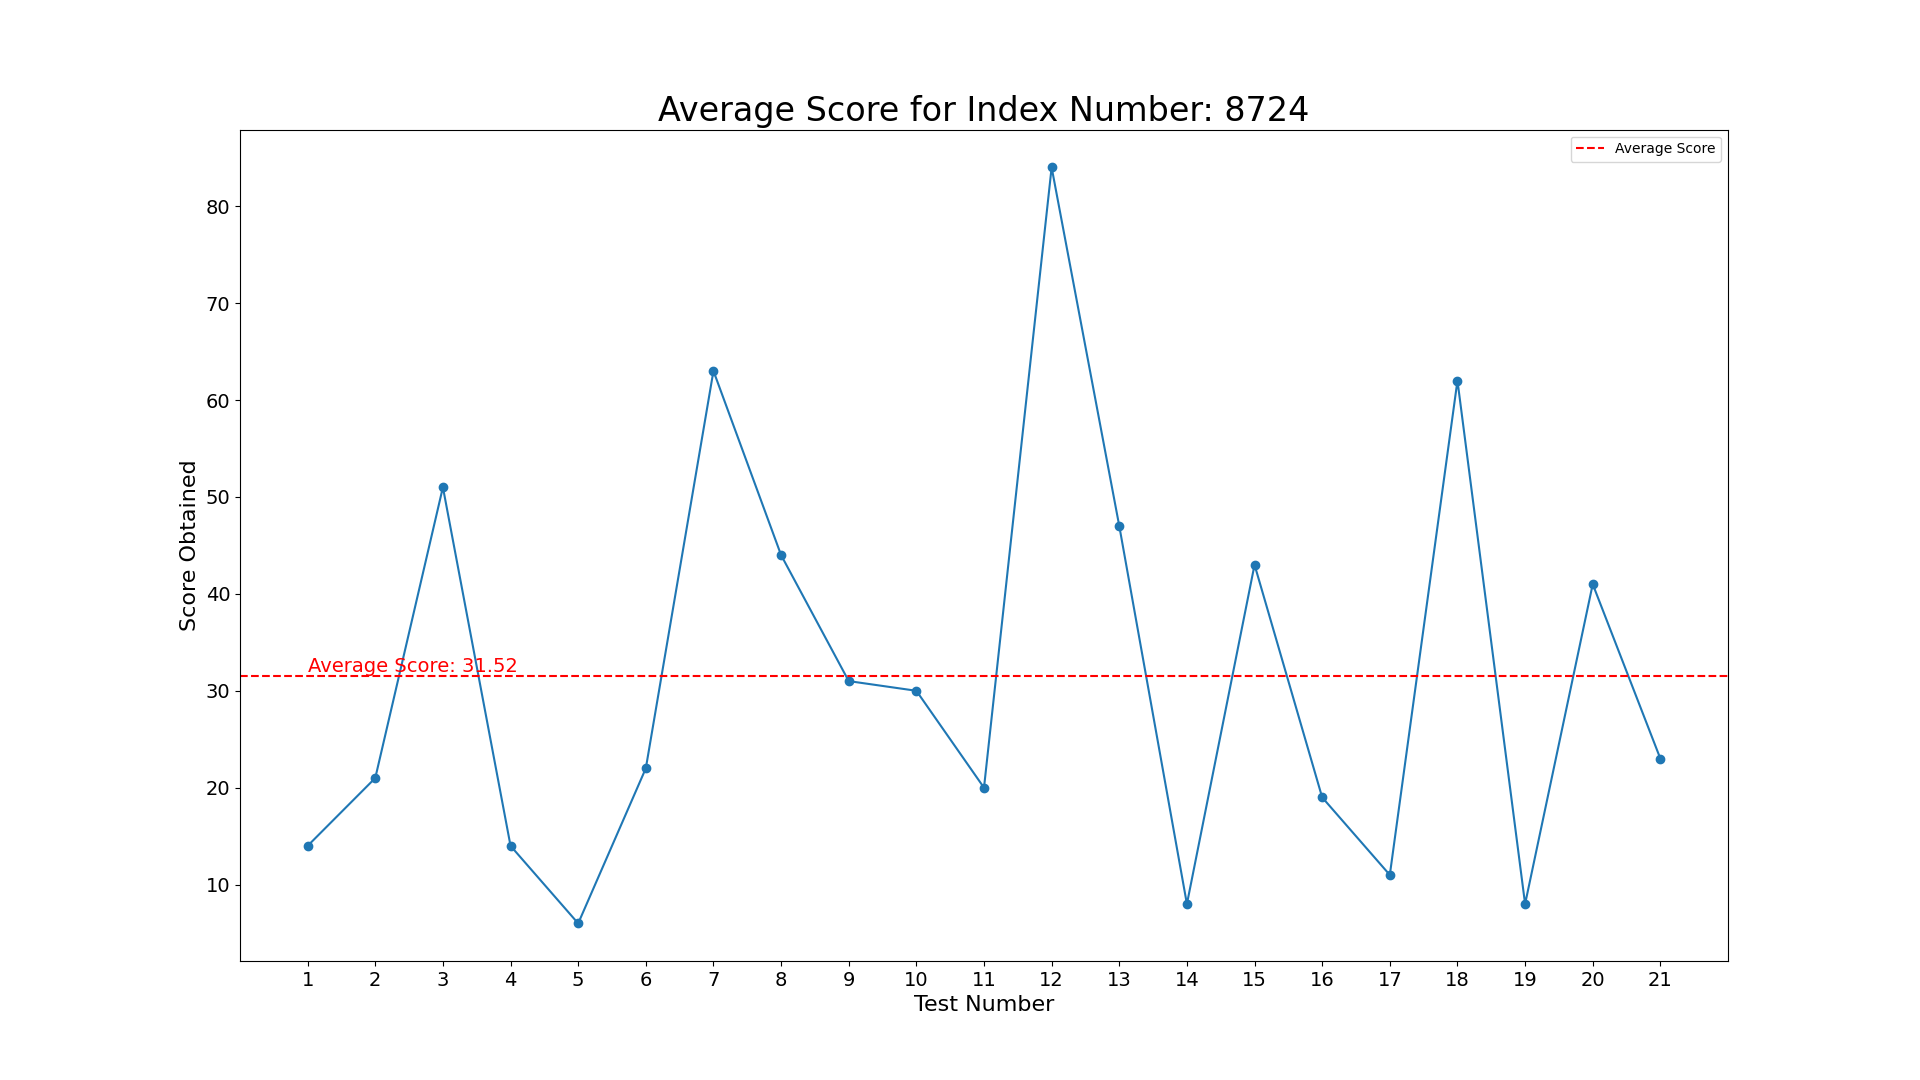 Average Score for Index Number: 8724
Average Score
80
70
60
50
40
30
20
10
Score Obtained
Average Score: 31.52
1 2 3 4 5 6 7 8 9 10 11 12 13 14 15 16 17 18 19 20 21
Test Number